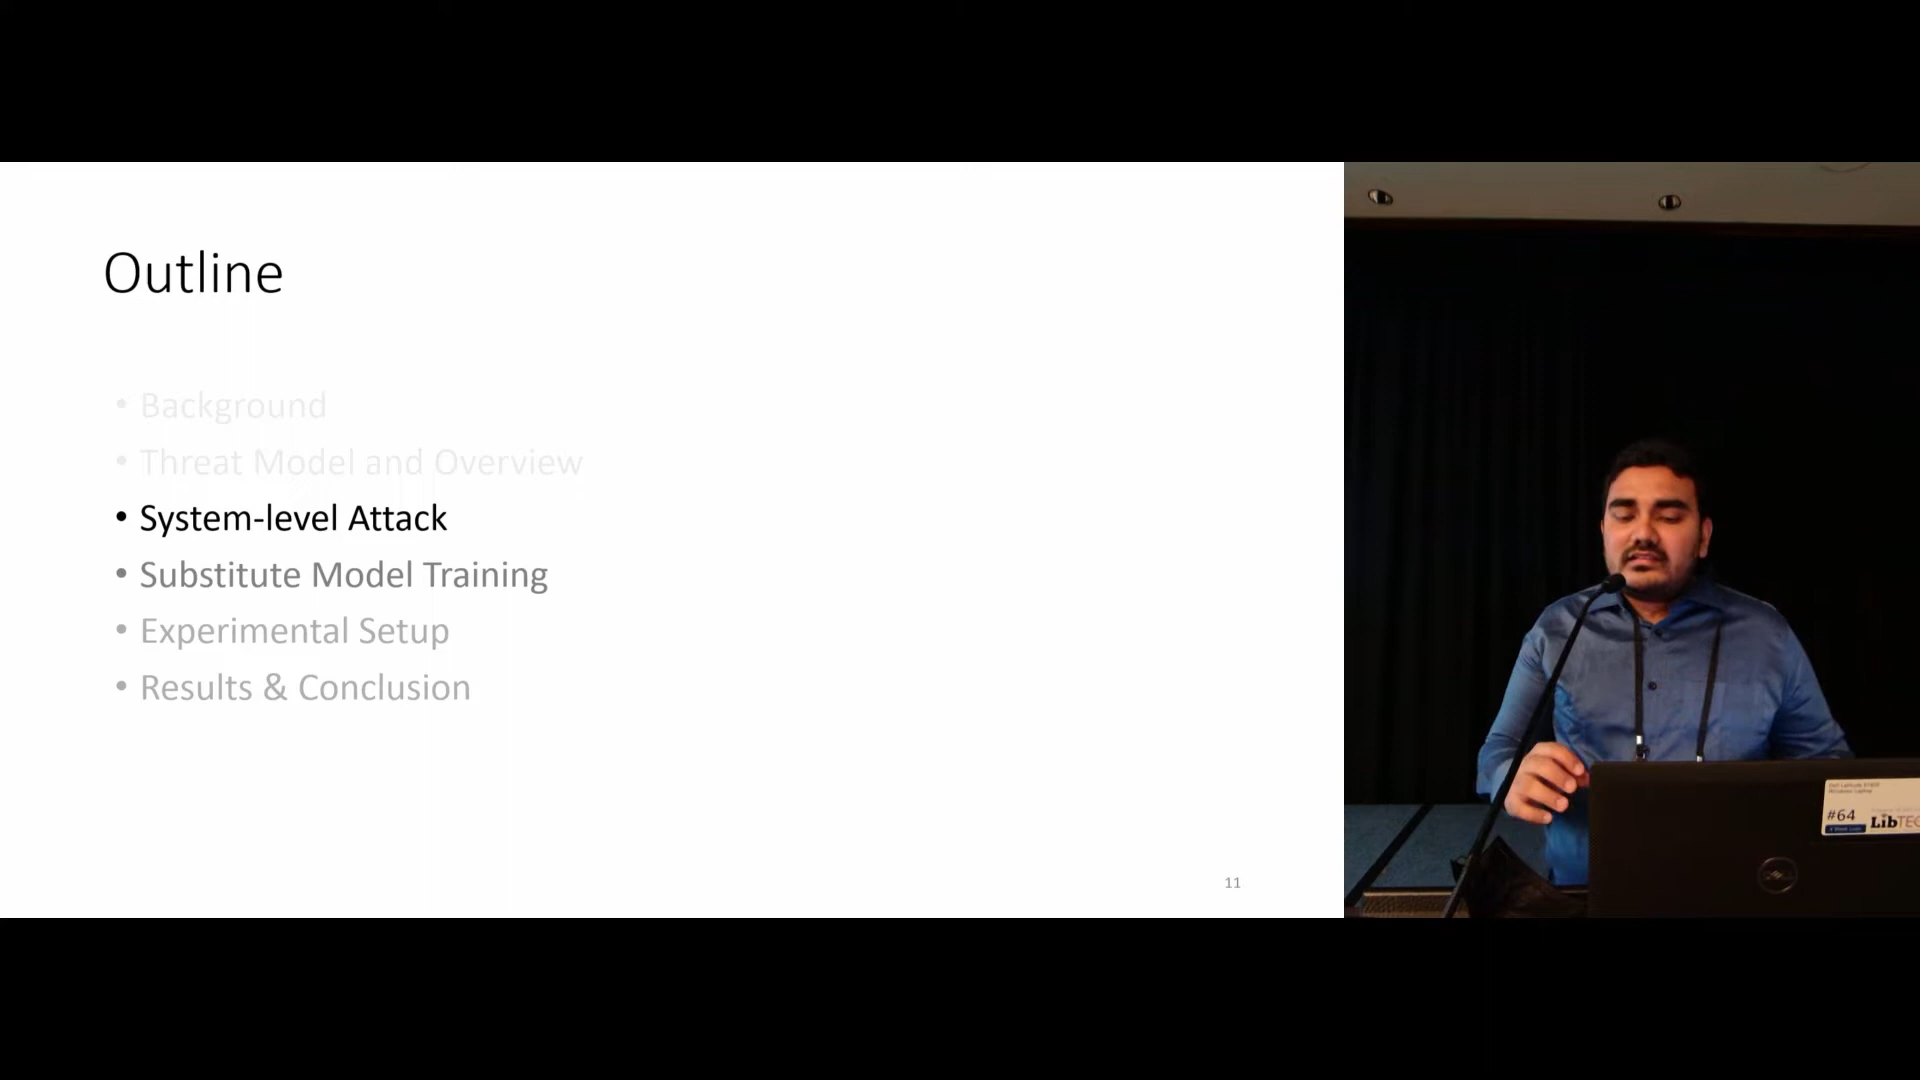 Outline
• Background
• Threat Model and Overview
• System-level Attack
• Substitute Model Training
• Experimental Setup
• Results & Conclusion
11
#64
LibTEC